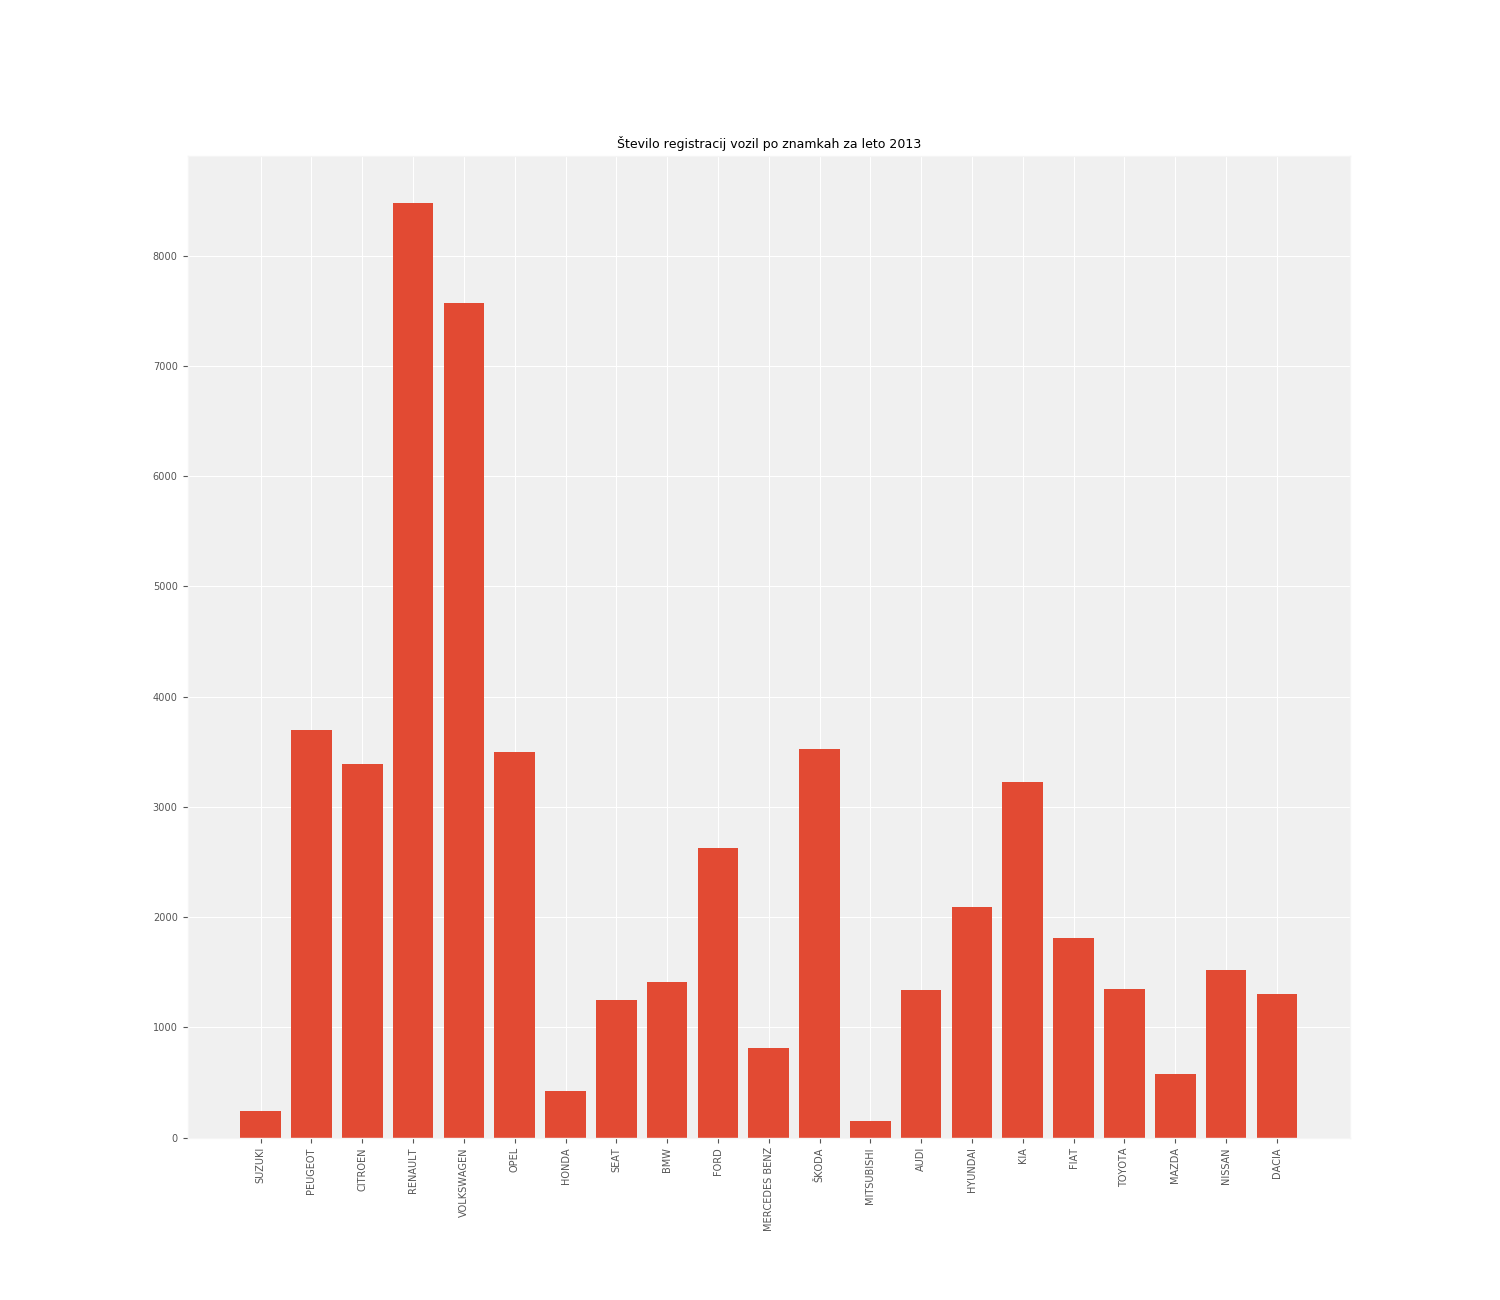 Število registracij vozil po znamkah za leto 2013
8000
7000
6000
5000
4000
3000
2000
1000
0
SUZUKI
PEUGEOT
CITROEN
RENAULT
VOLKSWAGEN
OPEL
HONDA
SEAT
BMW
FORD
MERCEDES BENZ
ŠKODA
MITSUBISHI
AUDI
HYUNDAI
KIA
FIAT
TOYOTA
MAZDA
NISSAN
DACIA